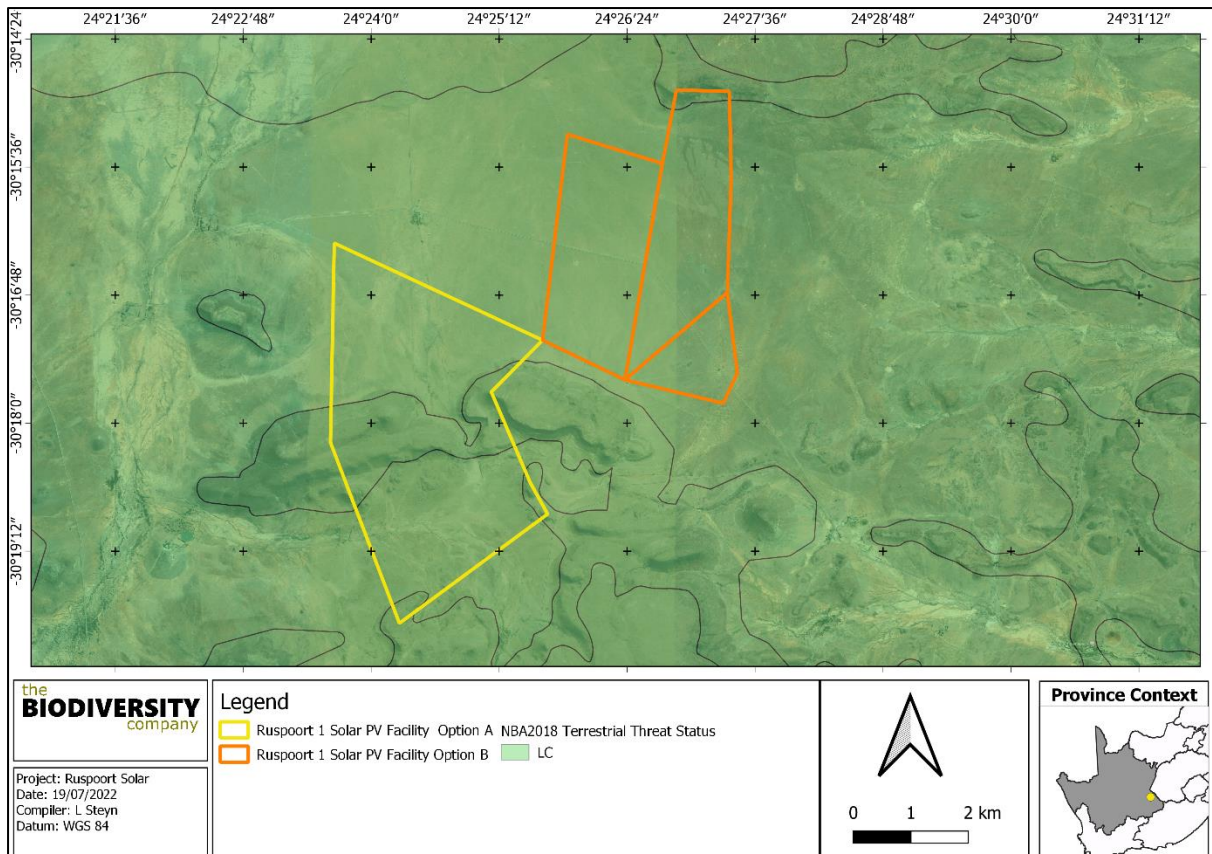 24°21′36″ 24°22′48″ 24°24′0″ 24°25′12″ 24°26′24″ 24°27′36″ 24°28′48″ 24°30′0″ 24°31′12″
-30°14′24″
-30°15′36″
-30°16′48″
-30°18′0″
-30°19′12″
the
BIODIVERSITY
company
Project: Ruspoort Solar
Date: 19/07/2022
Compiler: L Steyn
Datum: WGS 84
Legend
Ruspoort 1 Solar PV Facility Option A
Ruspoort 1 Solar PV Facility Option B
NBA2018 Terrestrial Threat Status
LC
0 1 2 km
Province Context